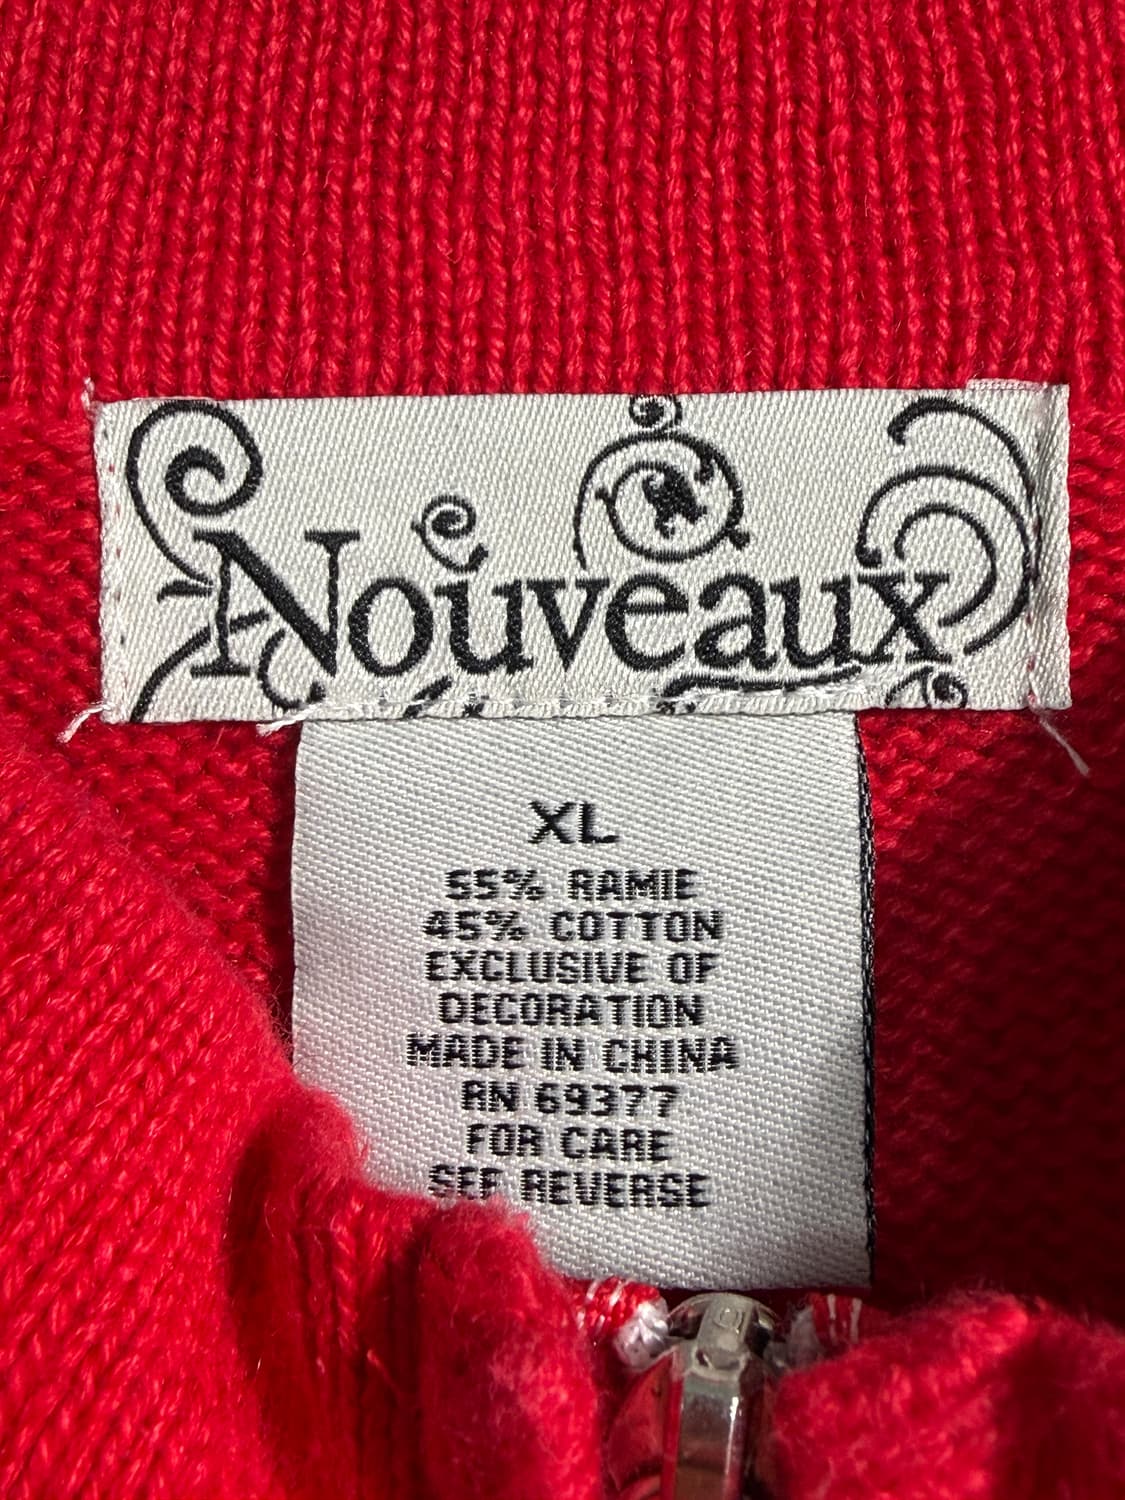 Nouveaux
XL
55% RAMIE
45% COTTON
EXCLUSIVE OF
DECORATION
MADE IN CHINA
RN 69377
FOR CARE
SEE REVERSE